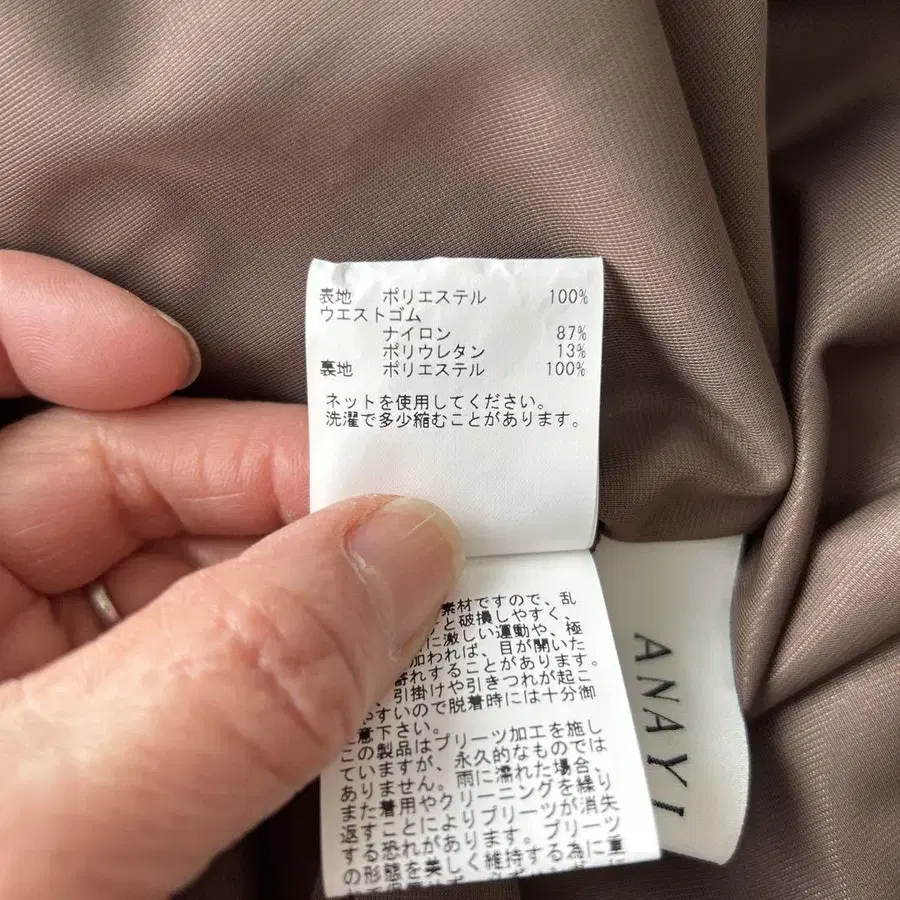 表地 ポリエステル 100%
ウエストゴム
ナイロン 87%
ポリウレタン 13%
裏地 ポリエステル 100%
ネットを使用してください。
洗濯で多少縮むことがあります。
素材ですので、乱
と破損しやすく、
に激しい運動や、極
加われば、目が開いた
寄れすることがあります。
、引掛けや引きつれが起こ
やすいので脱着時には十分御
意下さい。
この製品はプリーツ加工を施し
ていますが、永久的なものでは
ありません。雨に濡れた場合、
また着用やクリーニングを繰り
返すことによりプリーツが消失
する恐れがあります。プリーツ
の形態を美しく維持する為に重
ANAYI